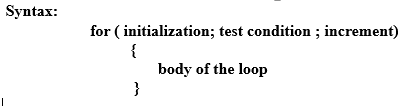 Syntax:
for ( initialization; test condition ; increment)
{
body of the loop
}